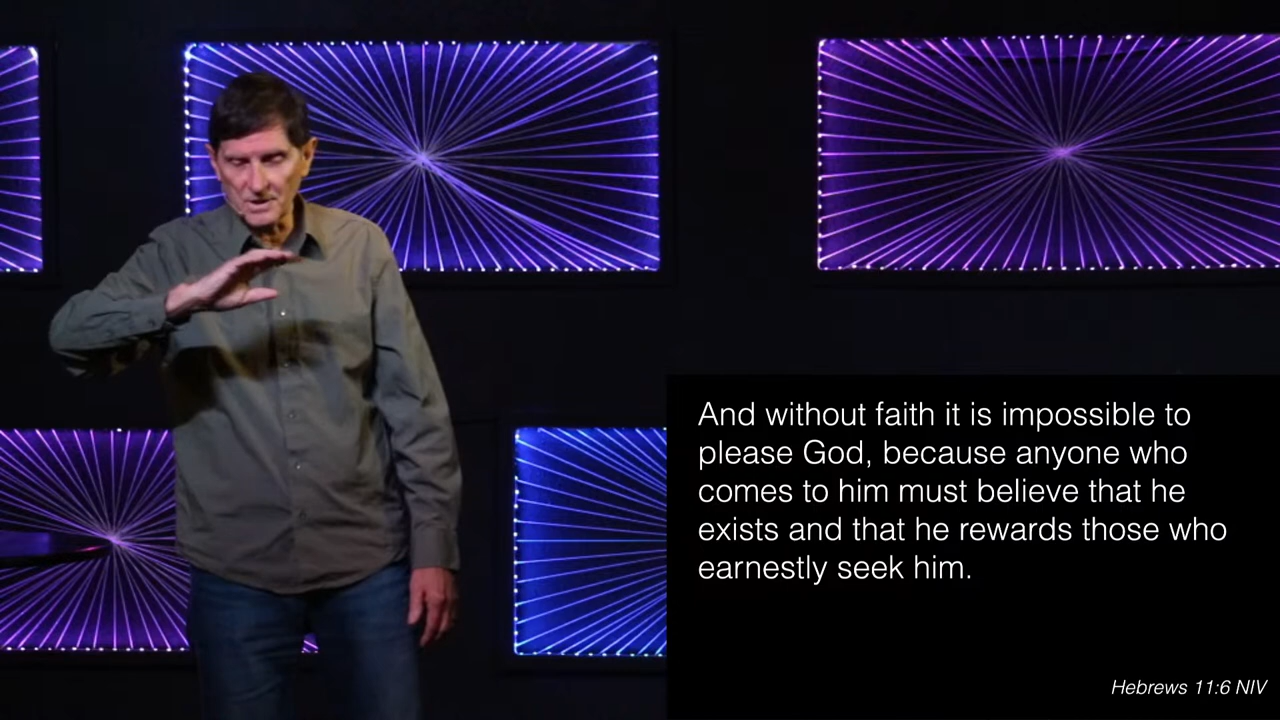 And without faith it is impossible to
please God, because anyone who
comes to him must believe that he
exists and that he rewards those who
earnestly seek him.
Hebrews 11:6 NIV